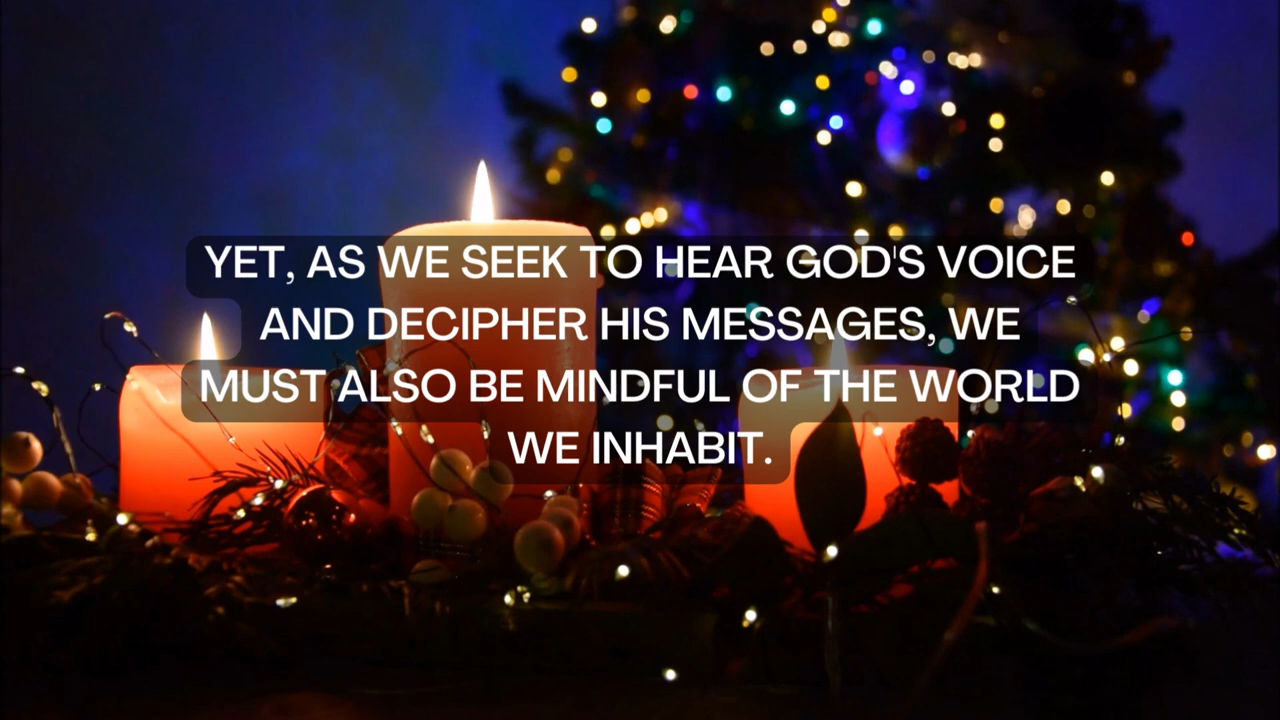 YET, AS WE SEEK TO HEAR GOD'S VOICE
AND DECIPHER HIS MESSAGES, WE
MUST ALSO BE MINDFUL OF THE WORLD
WE INHABIT.